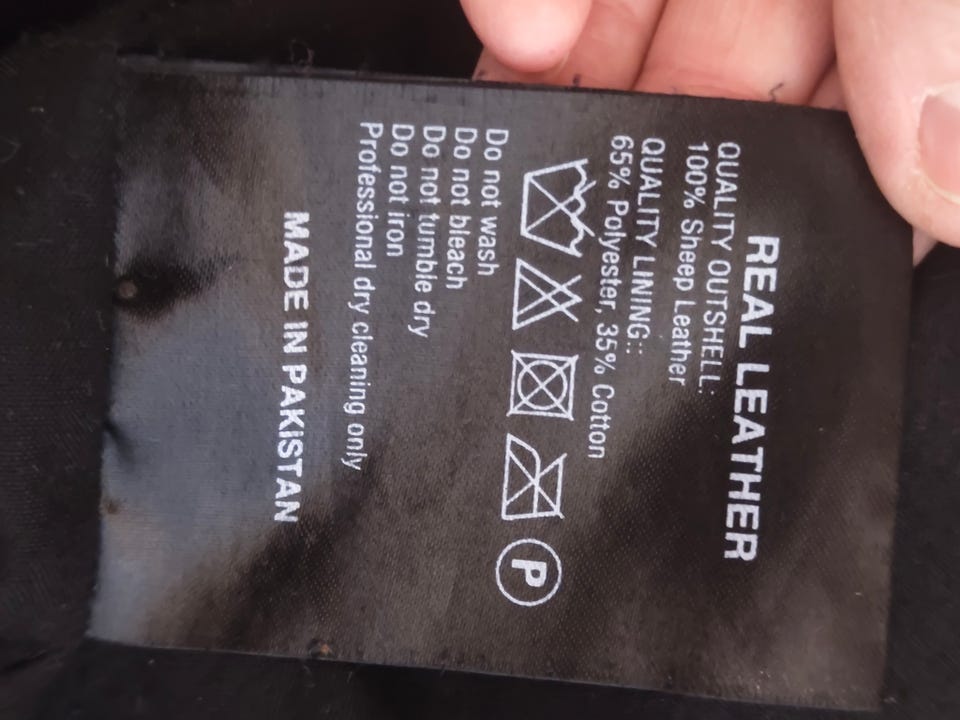 REAL LEATHER
QUALITY OUTSHELL:
100% Sheep Leather
QUALITY LINING::
65% Polyester, 35% Cotton
P
Do not wash
Do not bleach
Do not tumble dry
Do not iron
Professional dry cleaning only
MADE IN PAKISTAN